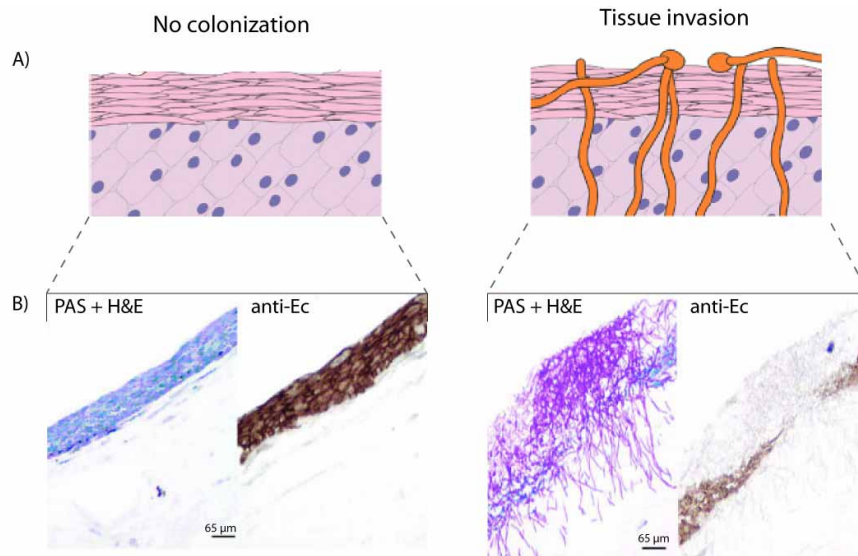 No colonization
Tissue invasion
A)
B)
PAS + H&E
anti-Ec
PAS + H&E
anti-Ec
65 µm
65 µm